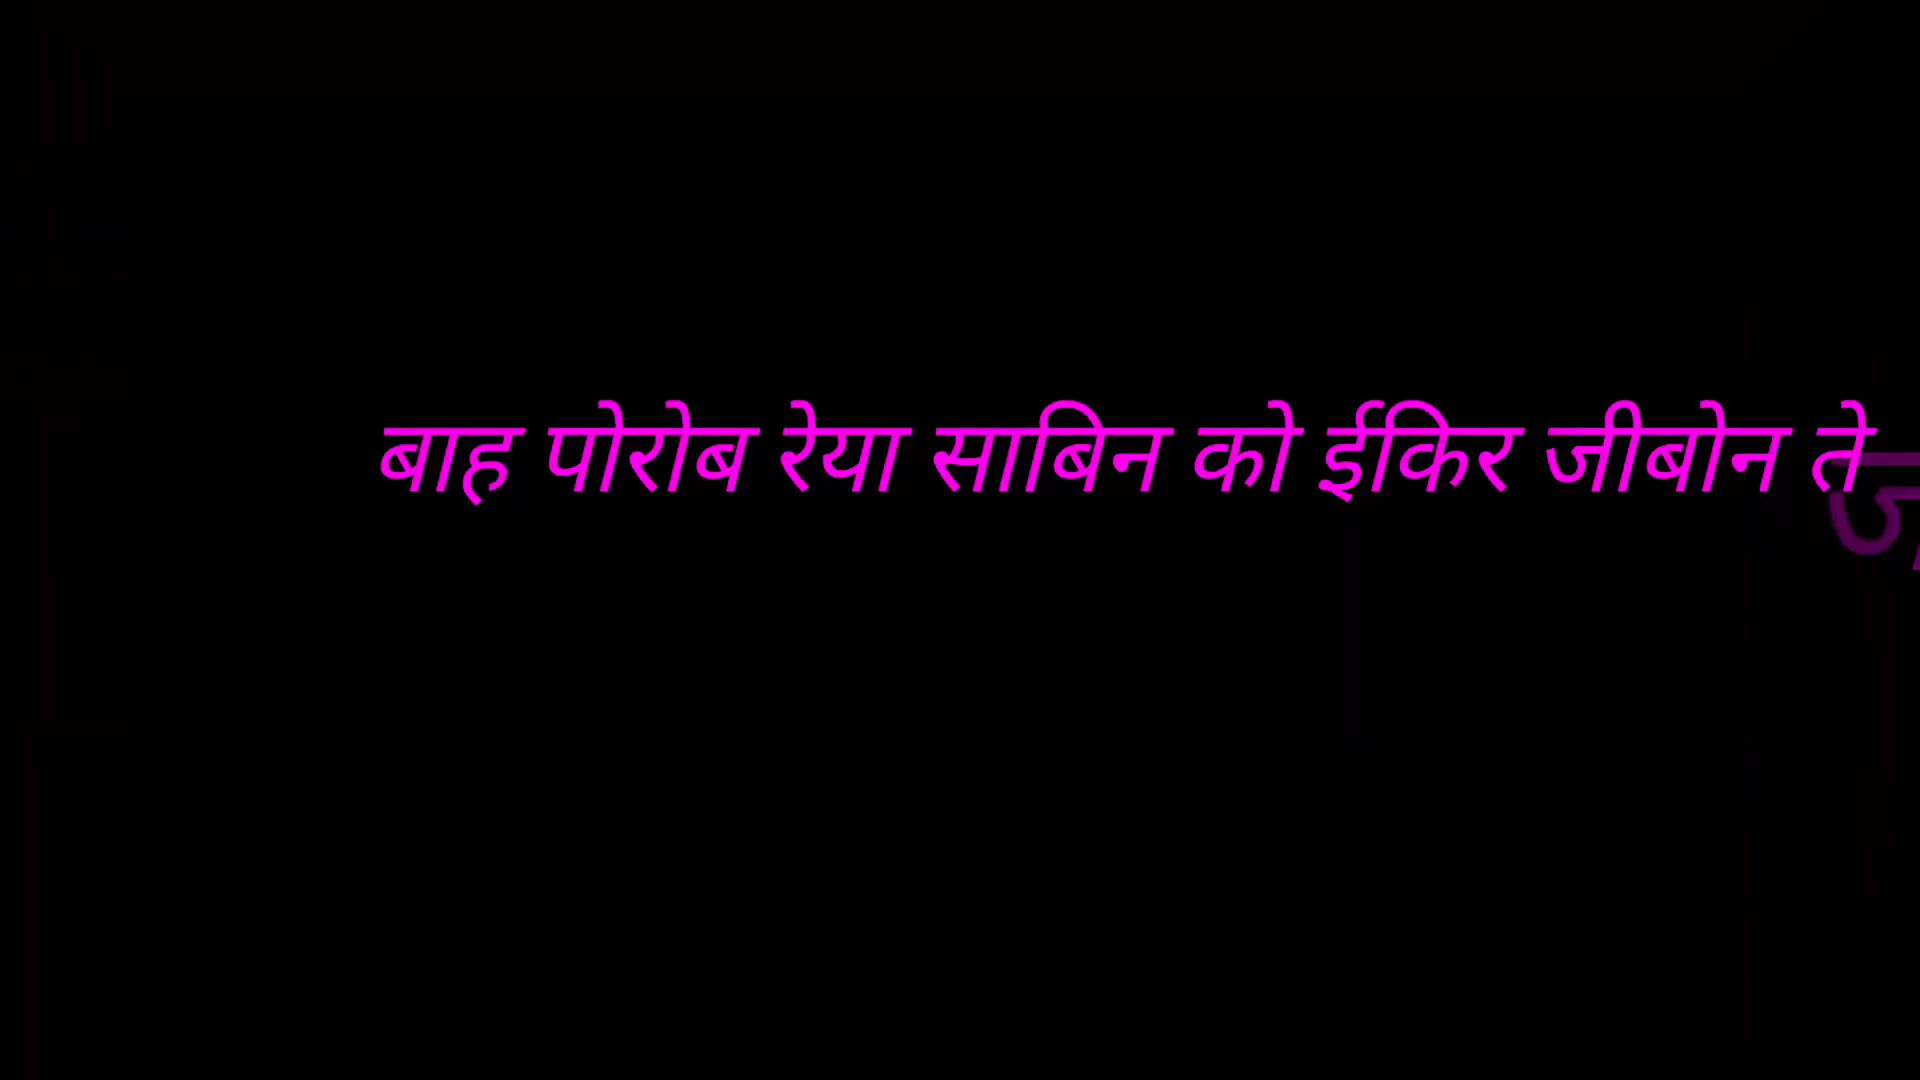 बाह पोरोब रेया साबिन को ईकिर जीबोन ते